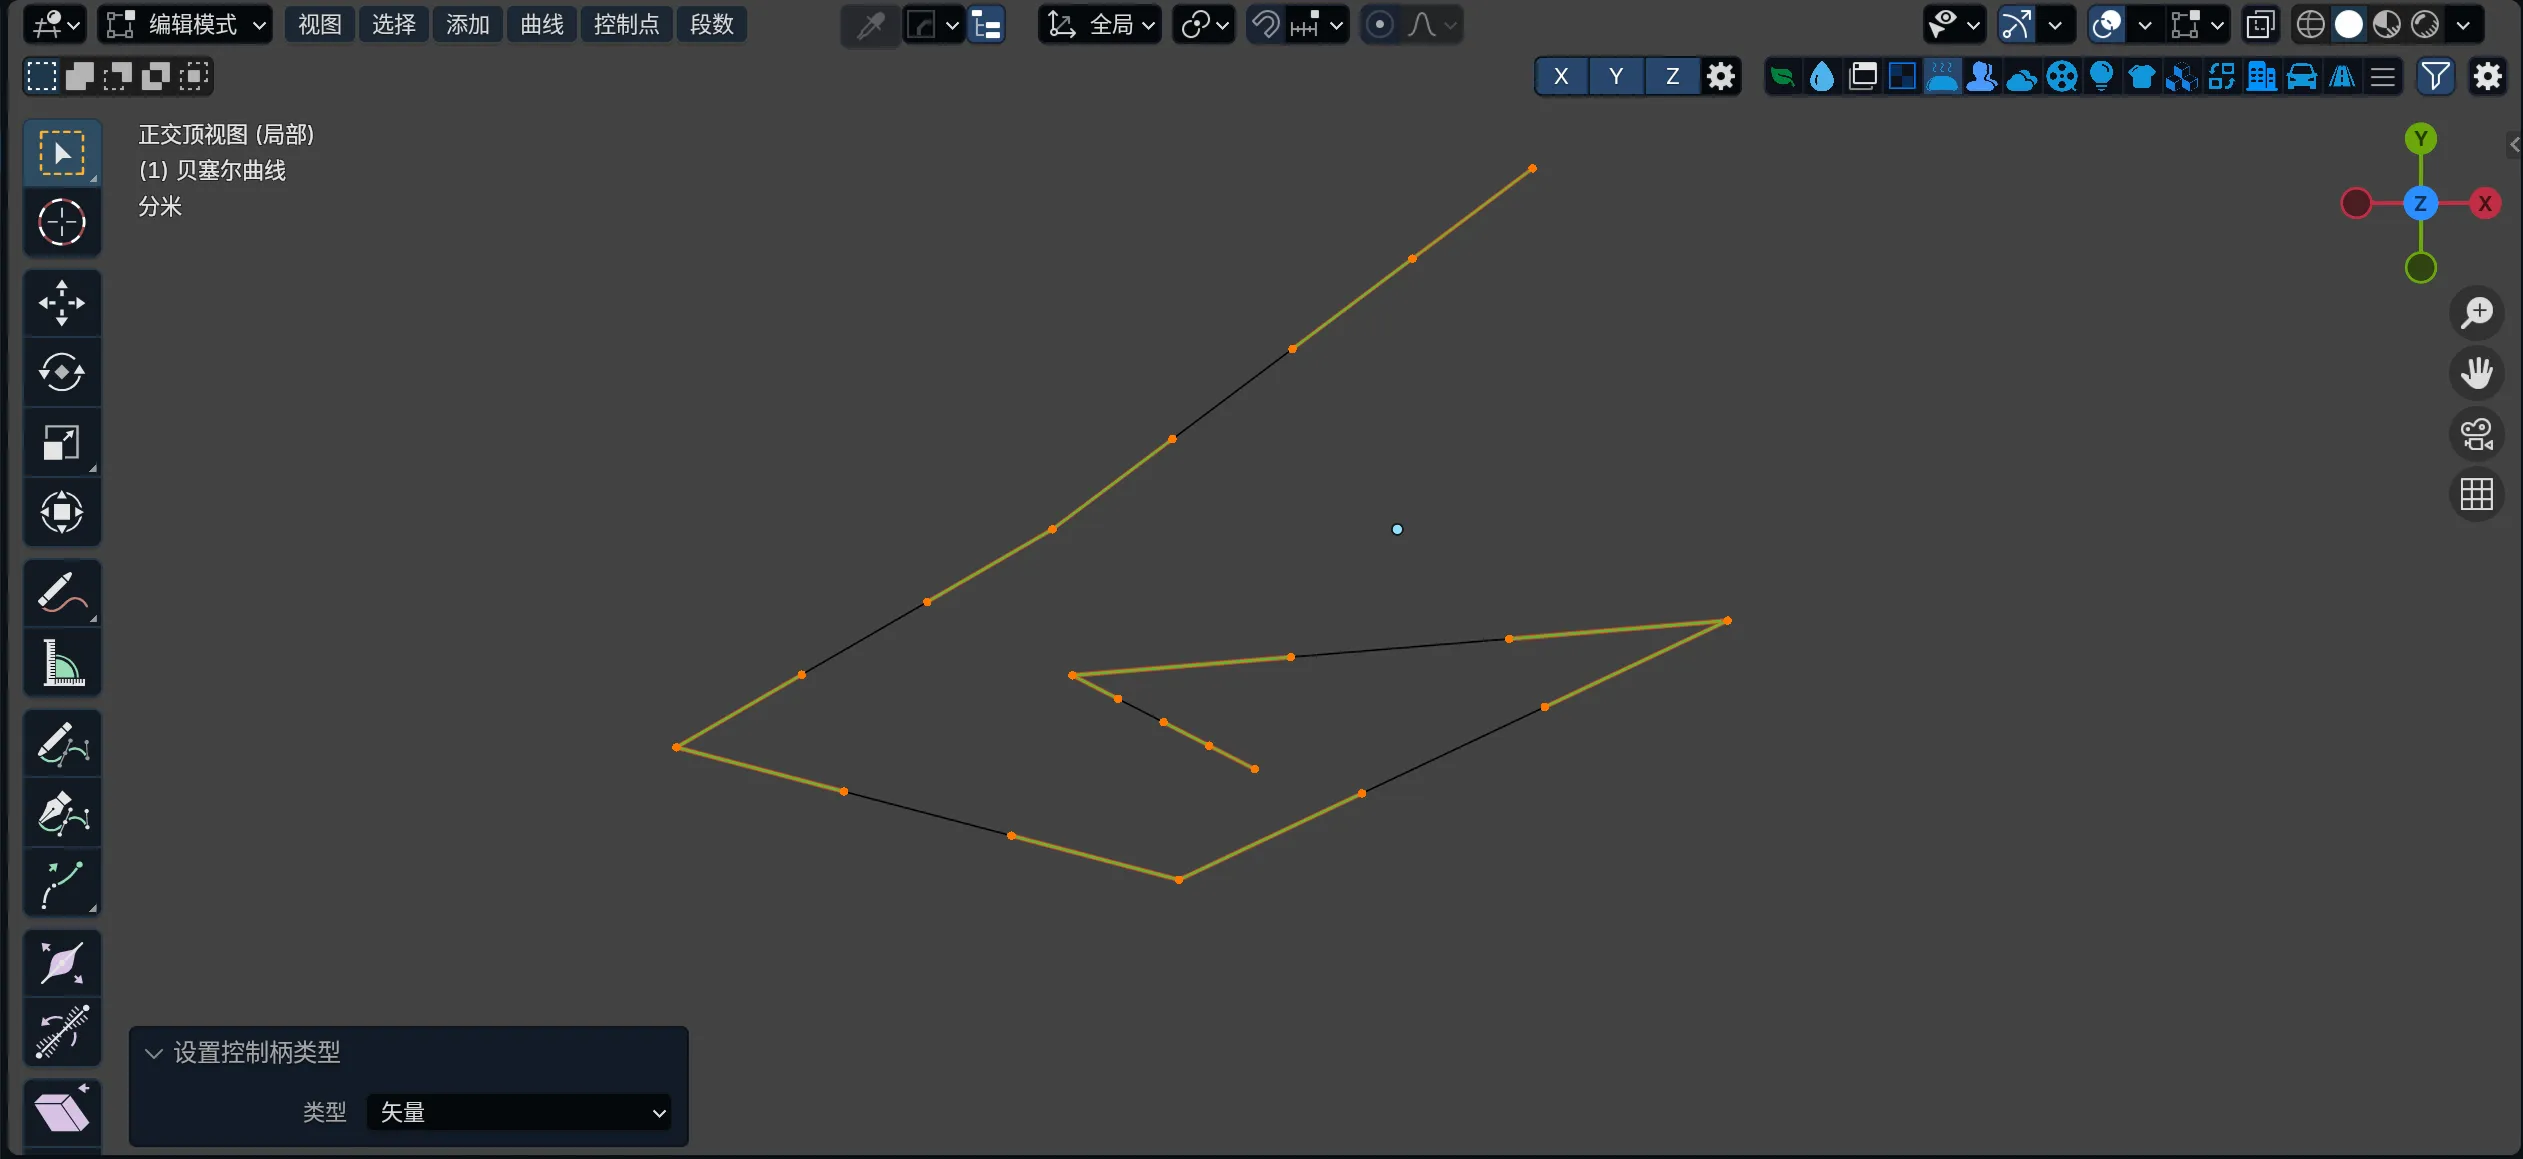 编辑模式 视图 选择 添加 曲线 控制点 段数 全局
X Y Z
正交顶视图 (局部)
(1) 贝塞尔曲线
分米
Y
Z X
设置控制柄类型
类型 矢量